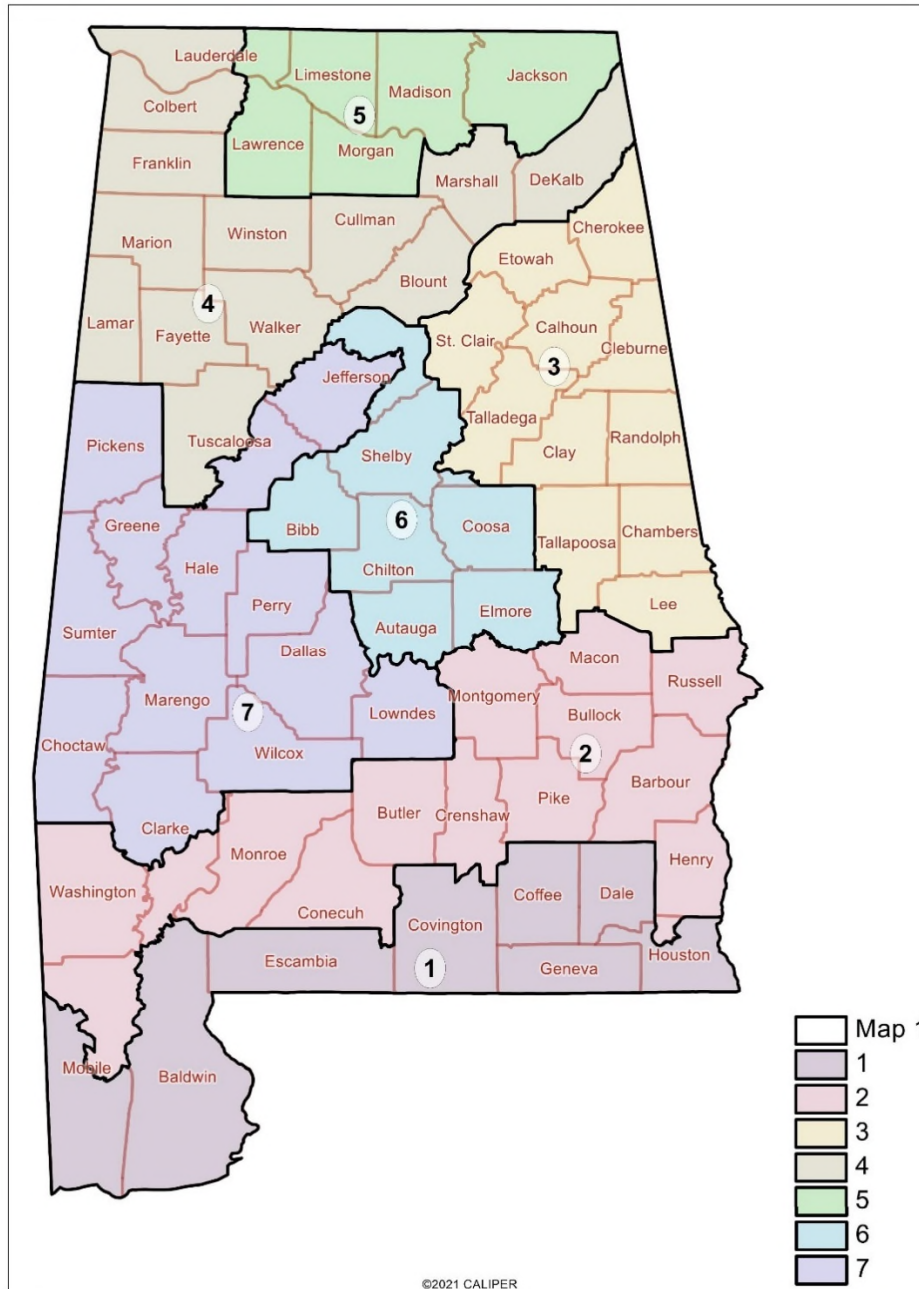 Lauderdale
Limestone
Madison
Jackson
Colbert
5
Lawrence
Morgan
Franklin
Marshall
DeKalb
Cullman
Winston
Marion
Cherokee
Etowah
Blount
4
Lamar
Fayette
Walker
St. Clair
Calhoun
Cleburne
3
Jefferson
Talladega
Pickens
Tuscaloosa
Shelby
Clay
Randolph
Greene
Bibb
6
Coosa
Tallapoosa
Chambers
Hale
Chilton
Perry
Lee
Elmore
Autauga
Sumter
Dallas
Macon
Russell
Montgomery
Marengo
7
Lowndes
Bullock
Choctaw
Wilcox
2
Barbour
Pike
Butler
Crenshaw
Clarke
Monroe
Henry
Washington
Conecuh
Coffee
Dale
Covington
Escambia
1
Geneva
Houston
Mobile
Baldwin
Map 1
1
2
3
4
5
6
7
©2021 CALIPER